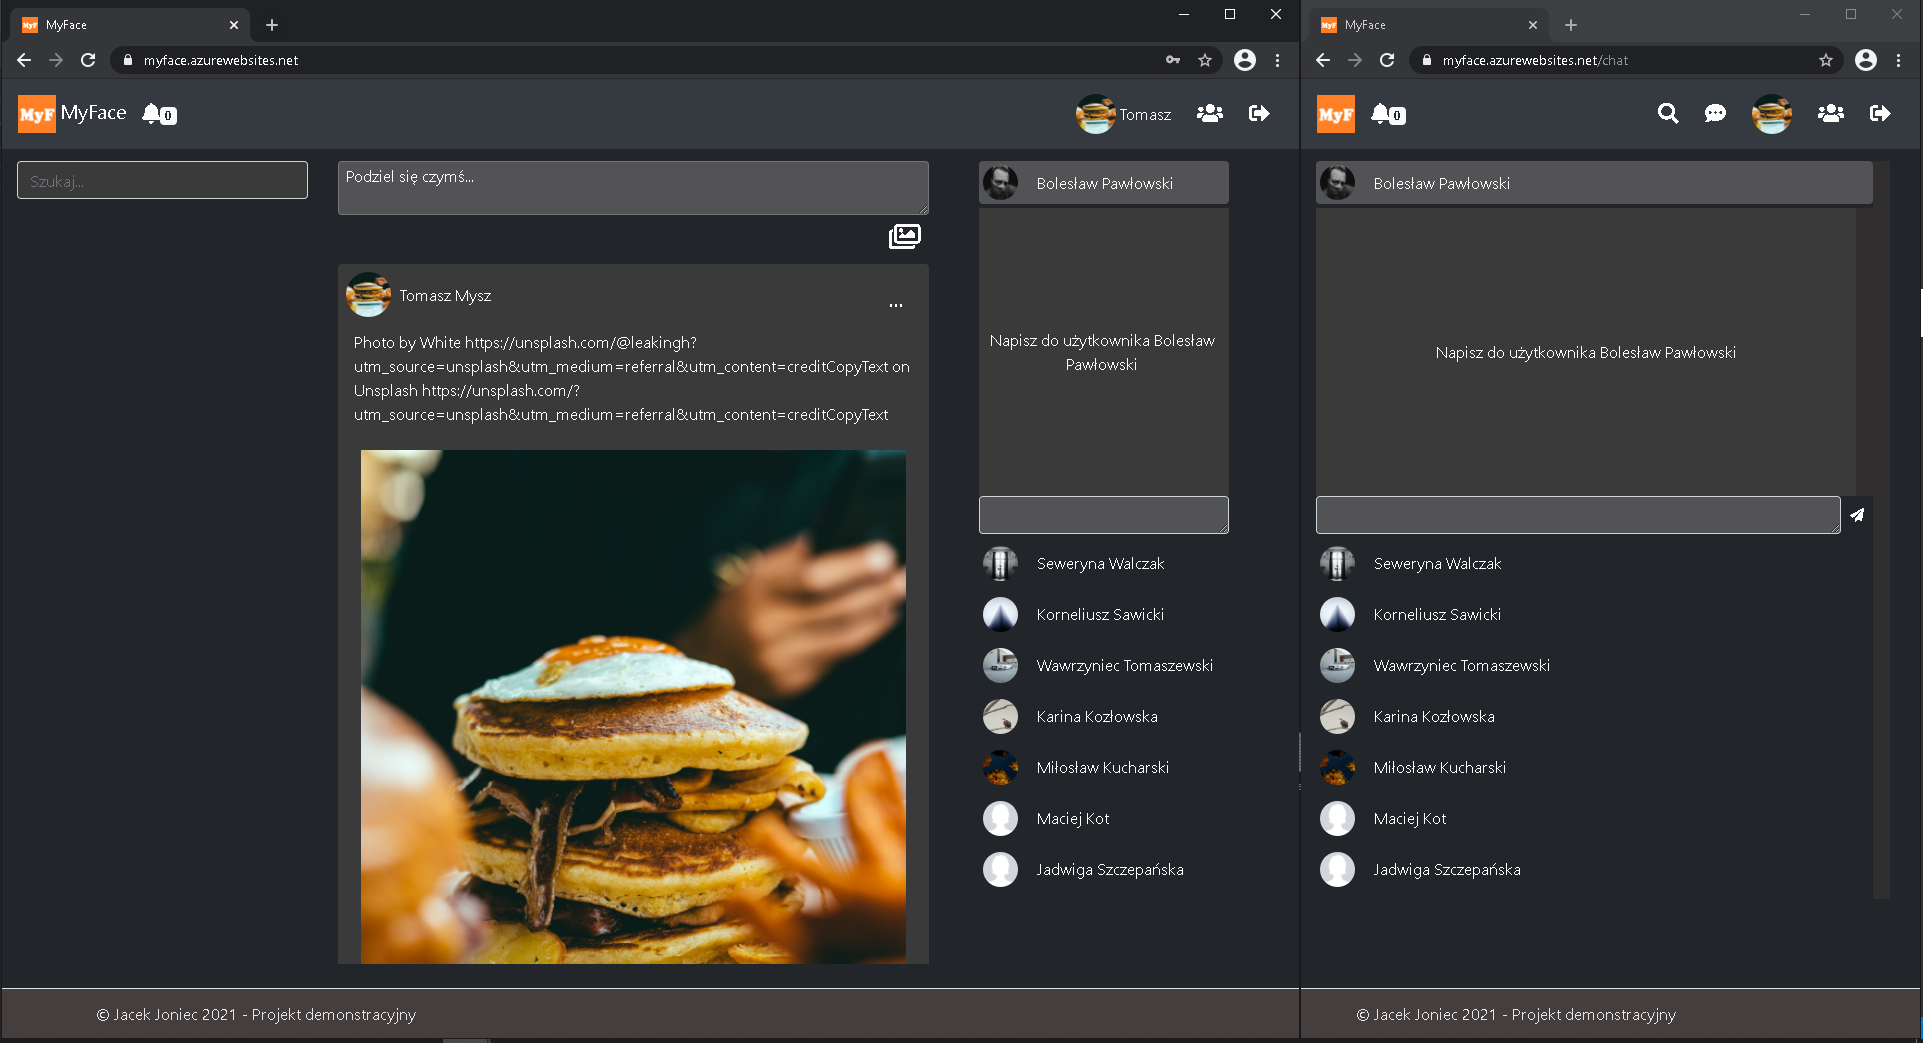 MyF MyFace
myface.azurewebsites.net
MyF MyFace 0
Tomasz
Szukaj...
Podziel się czymś...
Tomasz Mysz
...
Photo by White https://unsplash.com/@leakingh?
utm_source=unsplash&utm_medium=referral&utm_content=creditCopyText on
Unsplash https://unsplash.com/?
utm_source=unsplash&utm_medium=referral&utm_content=creditCopyText
Bolesław Pawłowski
Napisz do użytkownika Bolesław
Pawłowski
Seweryna Walczak
Korneliusz Sawicki
Wawrzyniec Tomaszewski
Karina Kozłowska
Miłosław Kucharski
Maciej Kot
Jadwiga Szczepańska
© Jacek Joniec 2021 - Projekt demonstracyjny
MyF MyFace
myface.azurewebsites.net/chat
MyF 0
Bolesław Pawłowski
Napisz do użytkownika Bolesław Pawłowski
Seweryna Walczak
Korneliusz Sawicki
Wawrzyniec Tomaszewski
Karina Kozłowska
Miłosław Kucharski
Maciej Kot
Jadwiga Szczepańska
© Jacek Joniec 2021 - Projekt demonstracyjny